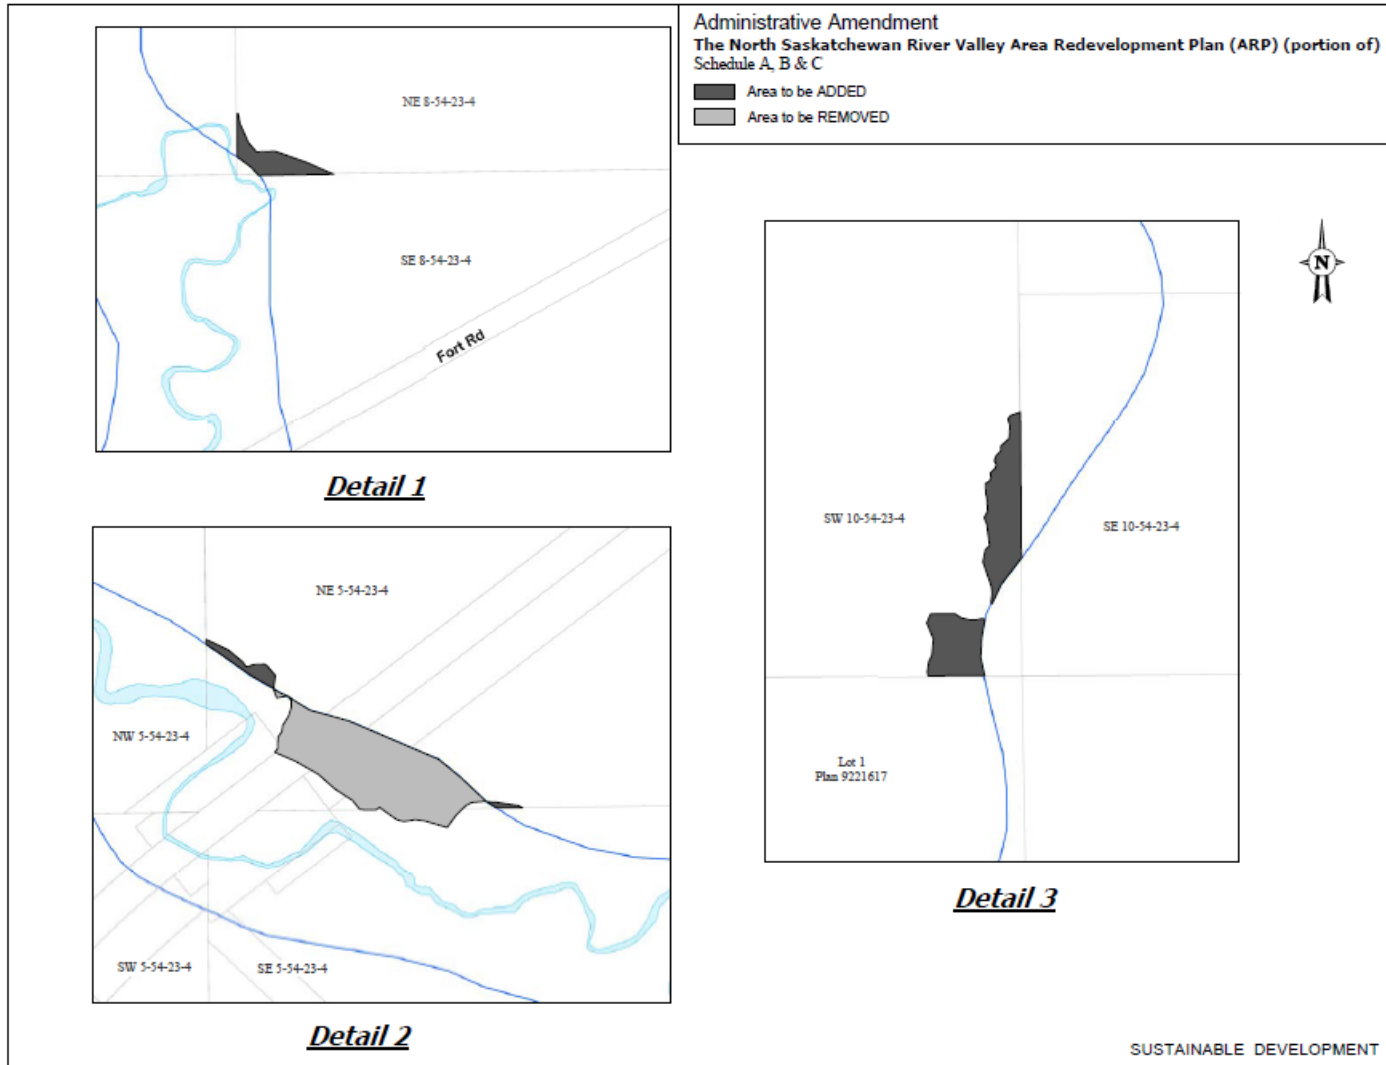 Administrative Amendment
The North Saskatchewan River Valley Area Redevelopment Plan (ARP) (portion of)
Schedule A, B & C
Area to be ADDED
Area to be REMOVED
NE 8-54-23-4
SE 8-54-23-4
Fort Rd
Detail 1
NE 5-54-23-4
NW 5-54-23-4
SW 5-54-23-4
SE 5-54-23-4
Detail 2
N
SW 10-54-23-4
SE 10-54-23-4
Lot 1
Plan 9221617
Detail 3
SUSTAINABLE DEVELOPMENT